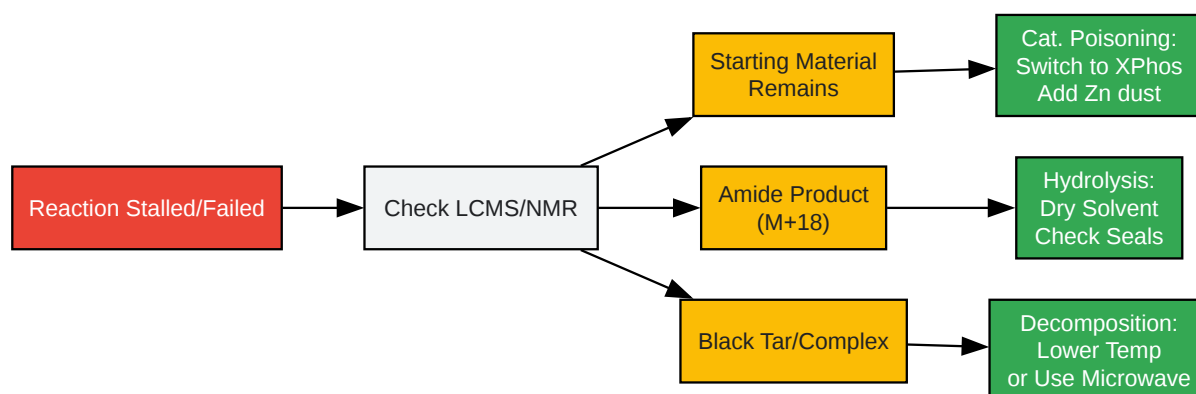 Reaction Stalled/Failed
Check LCMS/NMR
Starting Material
Remains
Cat. Poisoning:
Switch to XPhos
Add Zn dust
Amide Product
(M+18)
Hydrolysis:
Dry Solvent
Check Seals
Black Tar/Complex
Decomposition:
Lower Temp
or Use Microwave